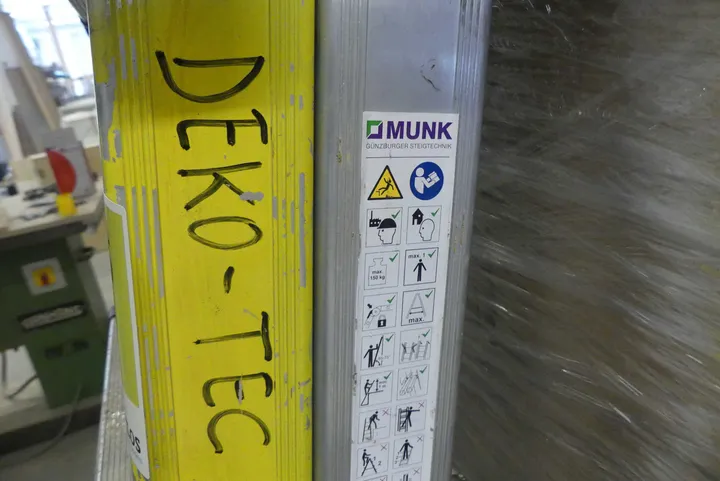 DEKO-TEC
MUNK
GÜNZBURGER STEIGTECHNIK
max.
150 kg
max. 1
max.